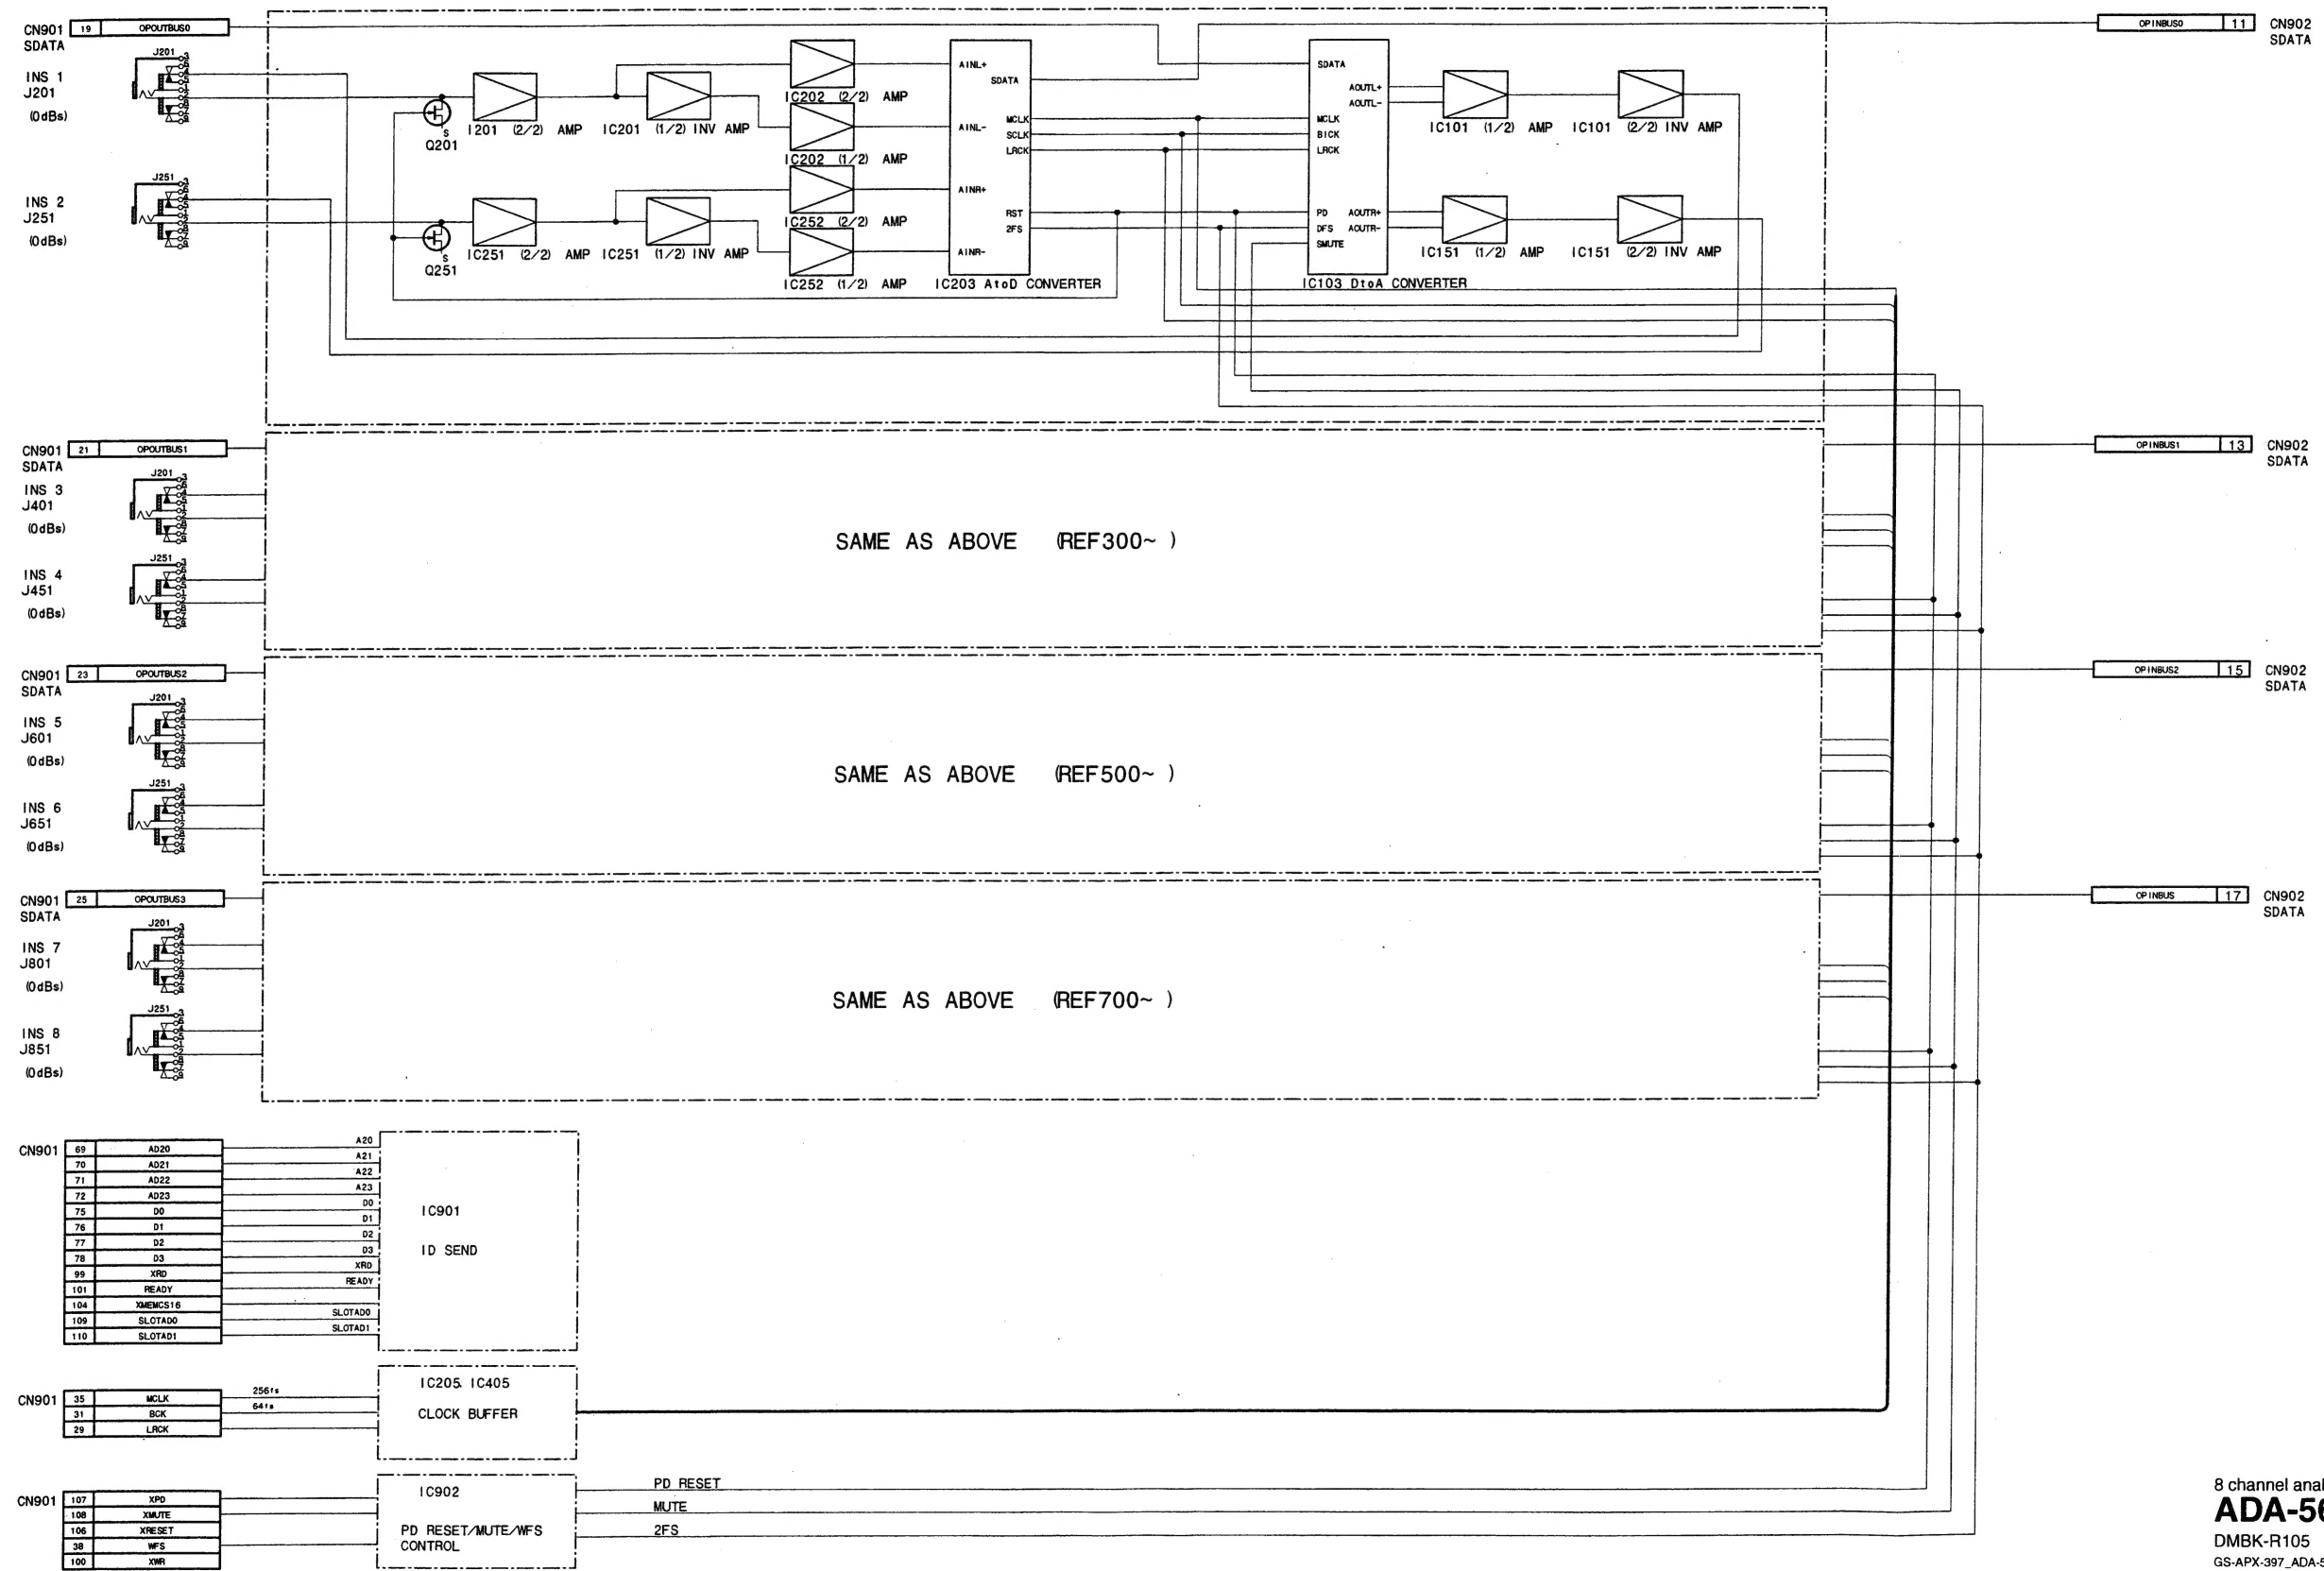 CN901 19 OPOUTBUS0
SDATA
OPINBUS0 11 CN902
SDATA
J201
INS 1
J201
(0dBs)
J251
INS 2
J251
(0dBs)
Q201
S
I201 (2/2) AMP
IC201 (1/2) INV AMP
IC202 (2/2) AMP
IC202 (1/2) AMP
Q251
S
IC251 (2/2) AMP
IC251 (1/2) INV AMP
IC252 (2/2) AMP
IC252 (1/2) AMP
AINL+
SDATA
AINL-
MCLK
SCLK
LRCK
AINR+
RST
2FS
AINR-
IC203 AtoD CONVERTER
SDATA
AOUTL+
AOUTL-
MCLK
BICK
LRCK
PD AOUTR+
DFS AOUTR-
SMUTE
IC103 DtoA CONVERTER
IC101 (1/2) AMP
IC101 (2/2) INV AMP
IC151 (1/2) AMP
IC151 (2/2) INV AMP
CN901 21 OPOUTBUS1
SDATA
OPINBUS1 13 CN902
SDATA
J201
INS 3
J401
(0dBs)
J251
INS 4
J451
(0dBs)
SAME AS ABOVE (REF300~ )
CN901 23 OPOUTBUS2
SDATA
OPINBUS2 15 CN902
SDATA
J201
INS 5
J601
(0dBs)
J251
INS 6
J651
(0dBs)
SAME AS ABOVE (REF500~ )
CN901 25 OPOUTBUS3
SDATA
OPINBUS 17 CN902
SDATA
J201
INS 7
J801
(0dBs)
J251
INS 8
J851
(0dBs)
SAME AS ABOVE (REF700~ )
CN901 69 AD20 A20
70 AD21 A21
71 AD22 A22
72 AD23 A23
75 D0 D0
76 D1 D1
77 D2 D2
78 D3 D3
99 XRD XRD
101 READY READY
104 XMEMCS16
109 SLOTAD0 SLOTAD0
110 SLOTAD1 SLOTAD1
IC901
ID SEND
CN901 35 MCLK 256fs
31 BCK 64fs
29 LRCK
IC205, IC405
CLOCK BUFFER
CN901 107 XPD
108 XMUTE
106 XRESET
38 WFS
100 XWR
IC902
PD RESET/MUTE/WFS
CONTROL
PD RESET
MUTE
2FS
8 channel anal
ADA-56
DMBK-R105
GS-APX-397_ADA-5